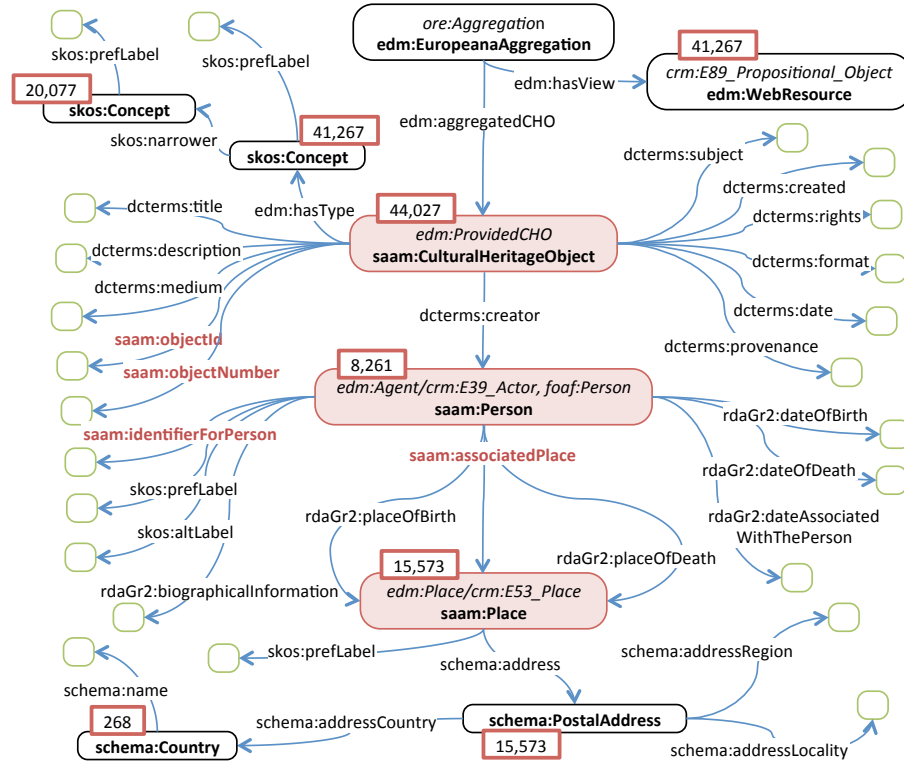 ore:Aggregation
edm:EuropeanaAggregation
skos:prefLabel
skos:prefLabel
41,267
crm:E89_Propositional_Object
edm:WebResource
edm:hasView
20,077
skos:Concept
edm:aggregatedCHO
41,267
skos:Concept
skos:narrower
dcterms:subject
dcterms:created
dcterms:title
edm:hasType
44,027
edm:ProvidedCHO
saam:CulturalHeritageObject
dcterms:rights
dcterms:description
dcterms:format
dcterms:medium
dcterms:creator
dcterms:date
saam:objectId
dcterms:provenance
saam:objectNumber
8,261
edm:Agent/crm:E39_Actor, foaf:Person
saam:Person
rdaGr2:dateOfBirth
saam:identifierForPerson
saam:associatedPlace
rdaGr2:dateOfDeath
skos:prefLabel
rdaGr2:placeOfBirth
rdaGr2:dateAssociated
WithThePerson
skos:altLabel
15,573
rdaGr2:placeOfDeath
rdaGr2:biographicalInformation
edm:Place/crm:E53_Place
saam:Place
skos:prefLabel
schema:address
schema:addressRegion
schema:name
268
schema:Country
schema:addressCountry
schema:PostalAddress
15,573
schema:addressLocality